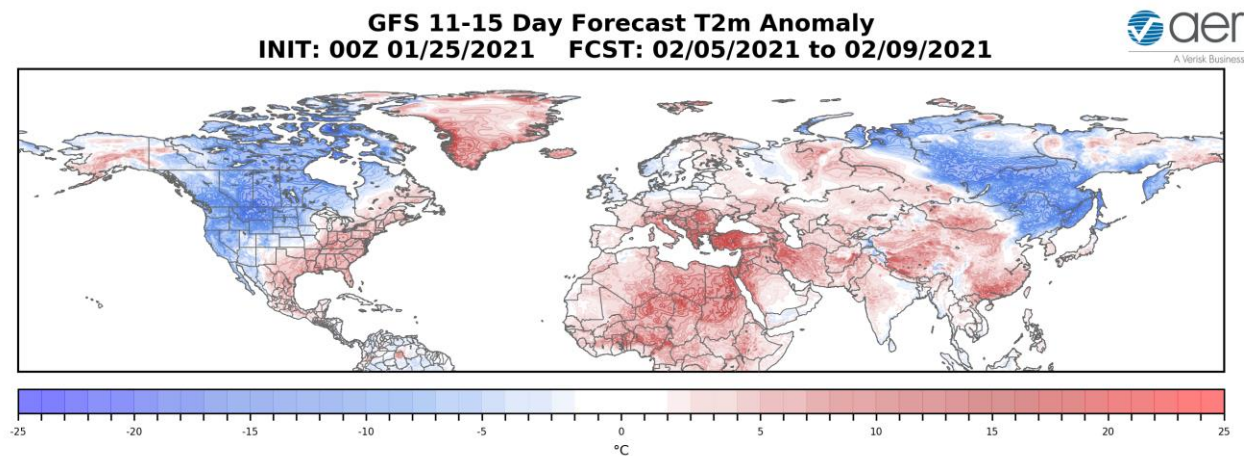 GFS 11-15 Day Forecast T2m Anomaly
INIT: 00Z 01/25/2021 FCST: 02/05/2021 to 02/09/2021
aer
A Verisk Business
-25 -20 -15 -10 -5 0 5 10 15 20 25
°C